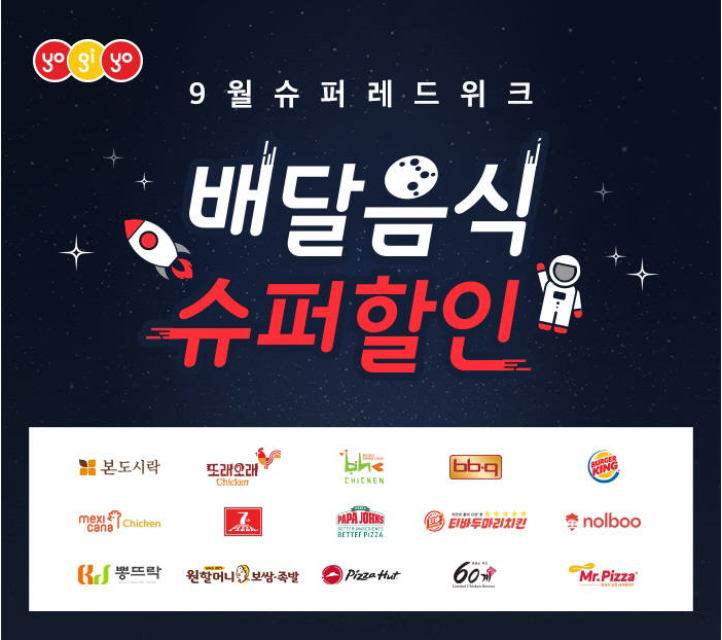 yo gi yo
9월슈퍼레드위크
배달음식
슈퍼할인
본도시락
또래오래
Chicken
bhc
CHICKEN
bb.q
BURGER KING
mexicana Chicken
7
PAPA JOHNS
BETTER INGREDIENTS.
BETTER PIZZA.
티바두마리치킨
nolboo
뽕뜨락
원할머니 보쌈·족발
Pizza Hut
60계
Mr.Pizza